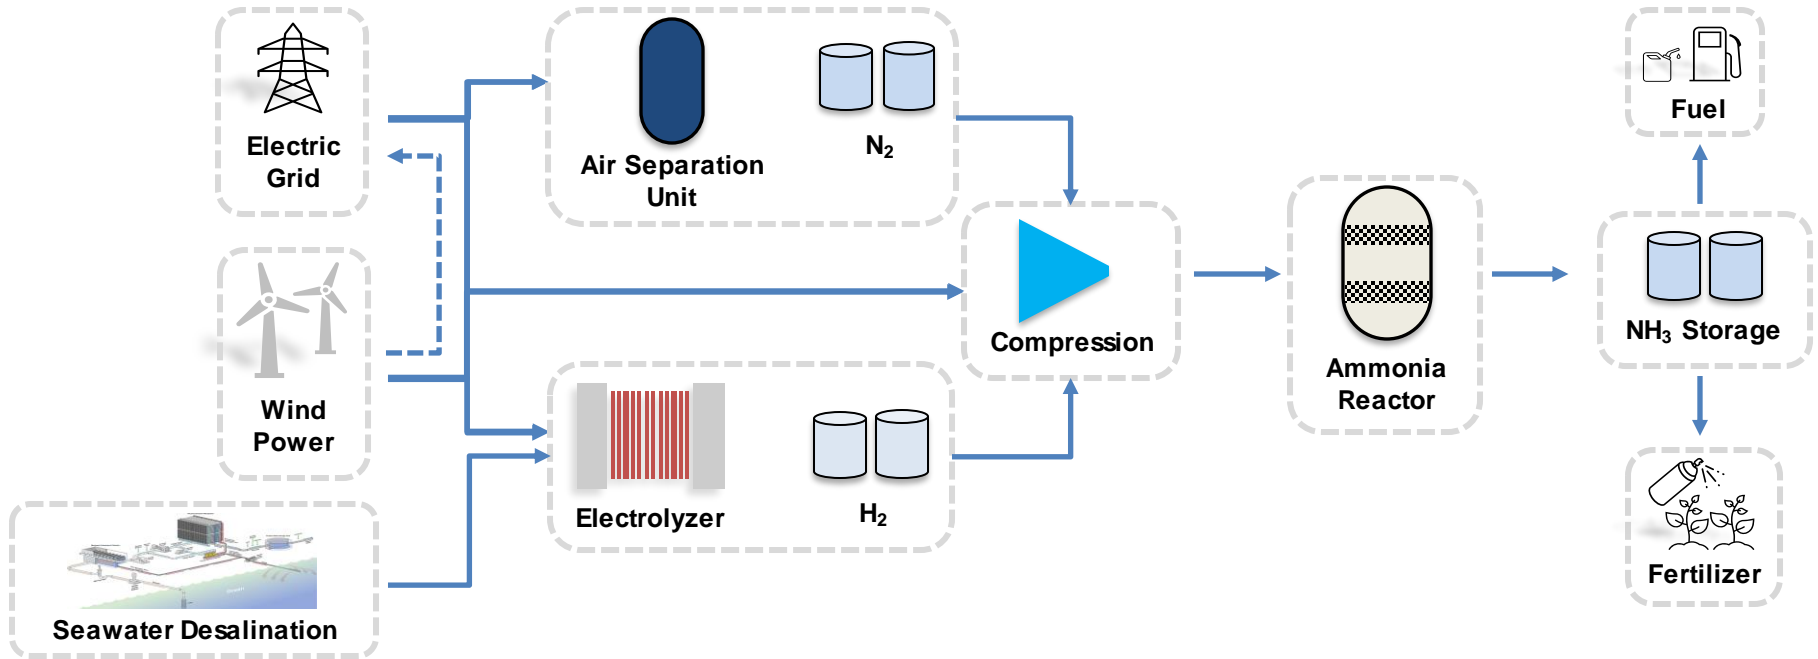 Electric
Grid
Wind
Power
Seawater Desalination
Air Separation
Unit
N₂
Electrolyzer
H₂
Compression
Ammonia
Reactor
Fuel
NH₃ Storage
Fertilizer